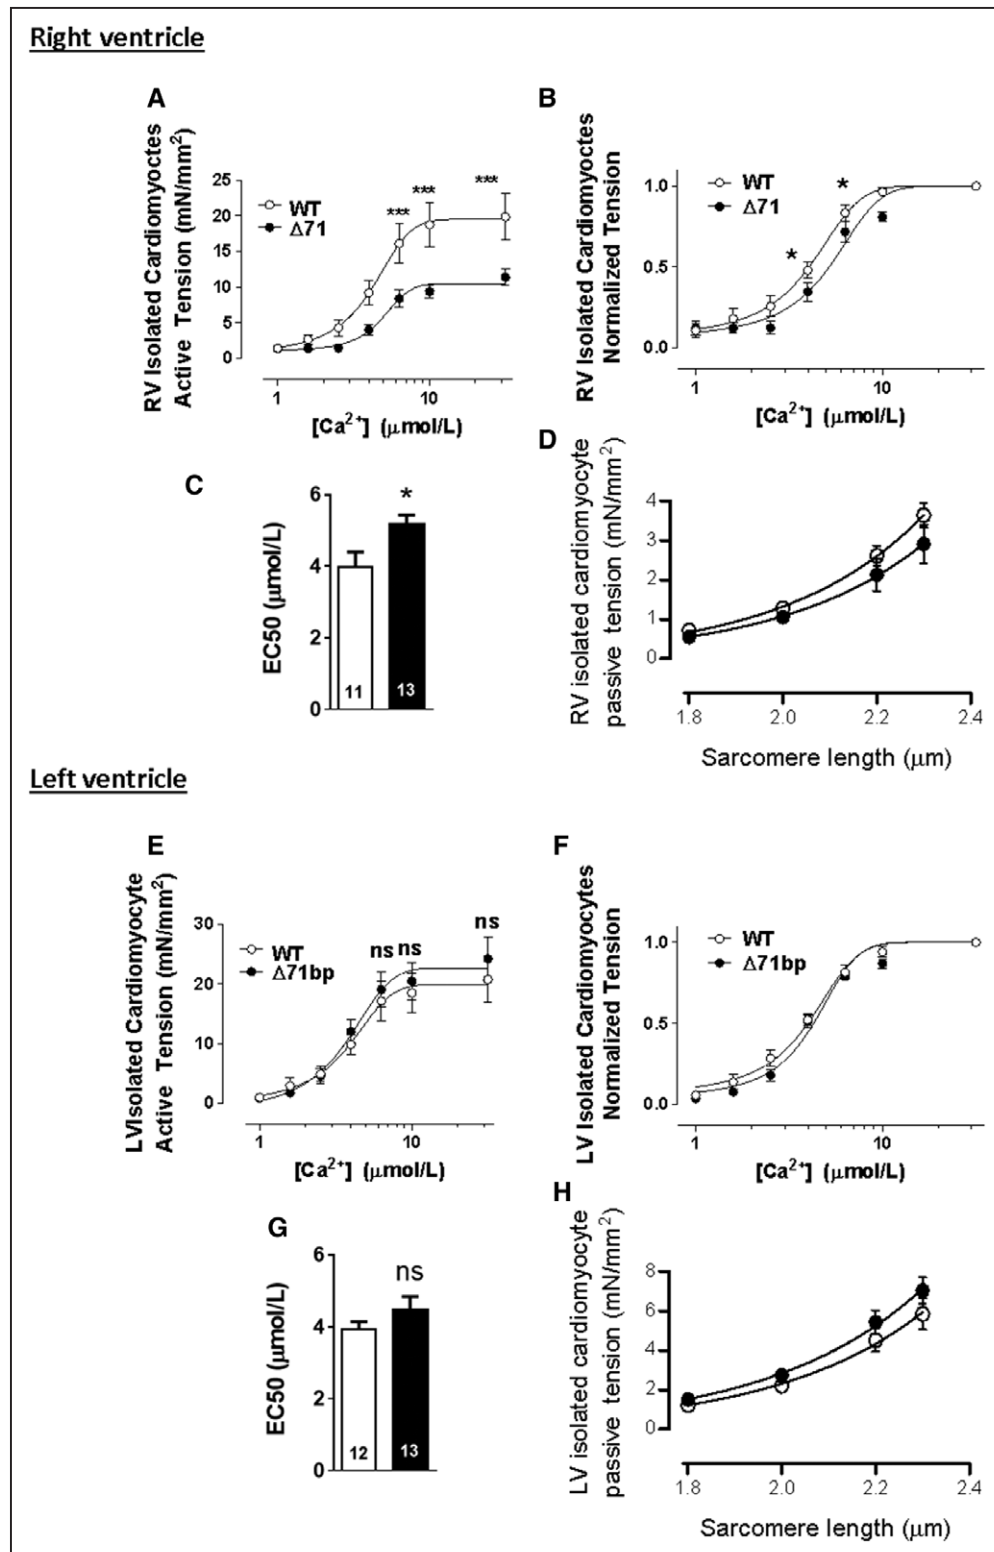 Right ventricle
A
RV Isolated Cardiomyoctes
Active Tension (mN/mm²)
25
20
15
10
5
0
WT
Δ71
***
***
***
1
10
[Ca²⁺] (μmol/L)
B
RV Isolated Cardiomyocytes
Normalized Tension
1.0
0.5
0.0
WT
Δ71
*
*
1
10
[Ca²⁺] (μmol/L)
C
EC50 (μmol/L)
6
4
2
0
*
11
13
D
RV isolated cardiomyocyte
passive tension (mN/mm²)
4
3
2
1
0
1.8
2.0
2.2
2.4
Sarcomere length (μm)
Left ventricle
E
LVIsolated Cardiomyocyte
Active Tension (mN/mm²)
30
20
10
0
WT
Δ71bp
ns
ns
ns
1
10
[Ca²⁺] (μmol/L)
F
LV Isolated Cardiomyocytes
Normalized Tension
1.0
0.5
0.0
WT
Δ71bp
1
10
[Ca²⁺] (μmol/L)
G
EC50 (μmol/L)
6
4
2
0
ns
12
13
H
LV isolated cardiomyocyte
passive tension (mN/mm²)
8
6
4
2
0
1.8
2.0
2.2
2.4
Sarcomere length (μm)